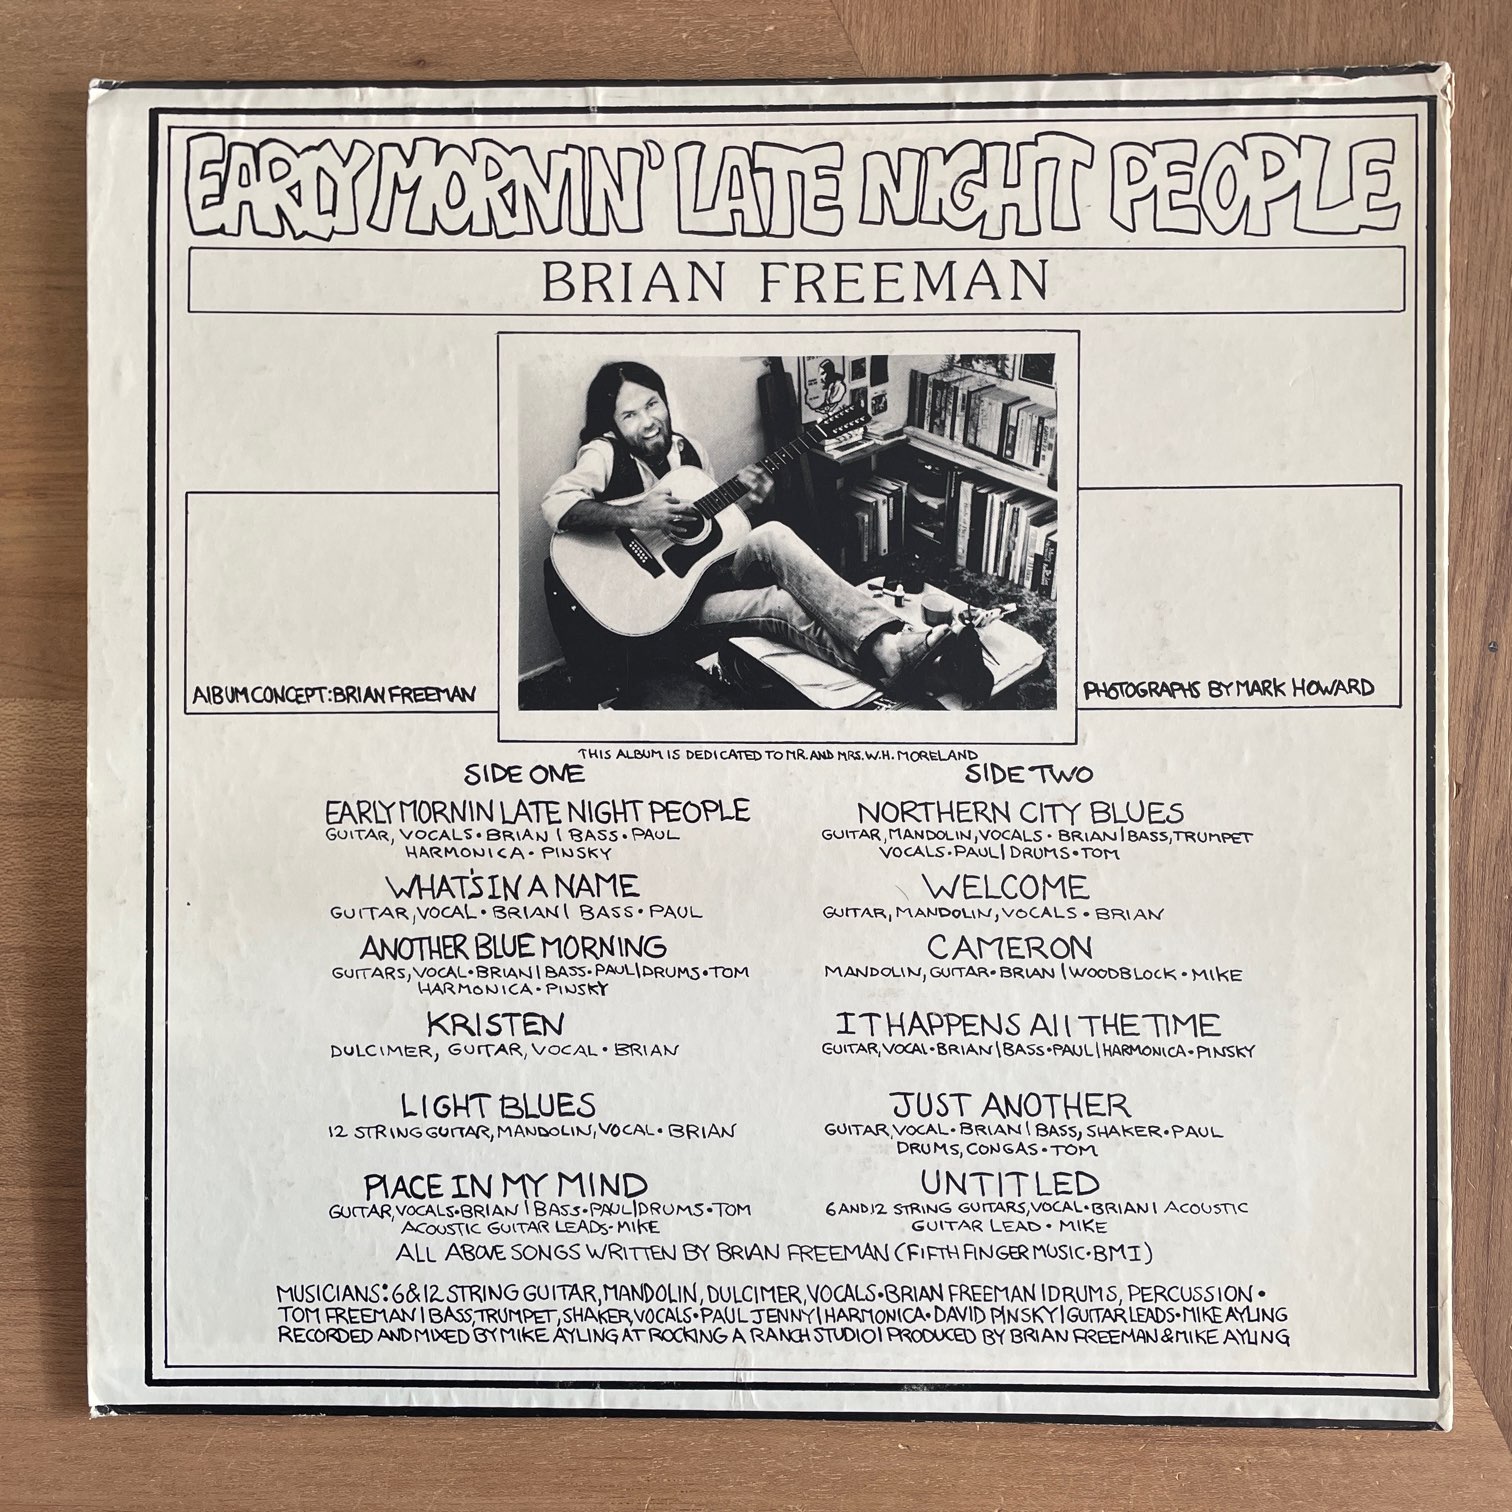 EARLY MORNIN' LATE NIGHT PEOPLE
BRIAN FREEMAN
ALBUM CONCEPT: BRIAN FREEMAN
PHOTOGRAPHS BY MARK HOWARD
THIS ALBUM IS DEDICATED TO MR. AND MRS. W.H. MORELAND
SIDE ONE
EARLY MORNIN LATE NIGHT PEOPLE
GUITAR, VOCALS • BRIAN | BASS • PAUL
HARMONICA • PINSKY
WHAT'S IN A NAME
GUITAR, VOCAL • BRIAN | BASS • PAUL
ANOTHER BLUE MORNING
GUITARS, VOCAL • BRIAN | BASS • PAUL | DRUMS • TOM
HARMONICA • PINSKY
KRISTEN
DULCIMER, GUITAR, VOCAL • BRIAN
LIGHT BLUES
12 STRING GUITAR, MANDOLIN, VOCAL • BRIAN
PLACE IN MY MIND
GUITAR, VOCALS • BRIAN | BASS • PAUL | DRUMS • TOM
ACOUSTIC GUITAR LEADS • MIKE
SIDE TWO
NORTHERN CITY BLUES
GUITAR, MANDOLIN, VOCALS • BRIAN | BASS, TRUMPET
VOCALS • PAUL | DRUMS • TOM
WELCOME
GUITAR, MANDOLIN, VOCALS • BRIAN
CAMERON
MANDOLIN, GUITAR • BRIAN | WOODBLOCK • MIKE
IT HAPPENS ALL THE TIME
GUITAR, VOCAL • BRIAN | BASS • PAUL | HARMONICA • PINSKY
JUST ANOTHER
GUITAR, VOCAL • BRIAN | BASS, SHAKER • PAUL
DRUMS, CONGAS • TOM
UNTITLED
6 AND 12 STRING GUITARS, VOCAL • BRIAN | ACOUSTIC
GUITAR LEAD • MIKE
ALL ABOVE SONGS WRITTEN BY BRIAN FREEMAN (FIFTH FINGER MUSIC • BMI)
MUSICIANS: 6 & 12 STRING GUITAR, MANDOLIN, DULCIMER, VOCALS • BRIAN FREEMAN | DRUMS, PERCUSSION •
TOM FREEMAN | BASS, TRUMPET, SHAKER, VOCALS • PAUL JENNY | HARMONICA • DAVID PINSKY | GUITAR LEADS • MIKE AYLING
RECORDED AND MIXED BY MIKE AYLING AT ROCKING A RANCH STUDIO | PRODUCED BY BRIAN FREEMAN & MIKE AYLING